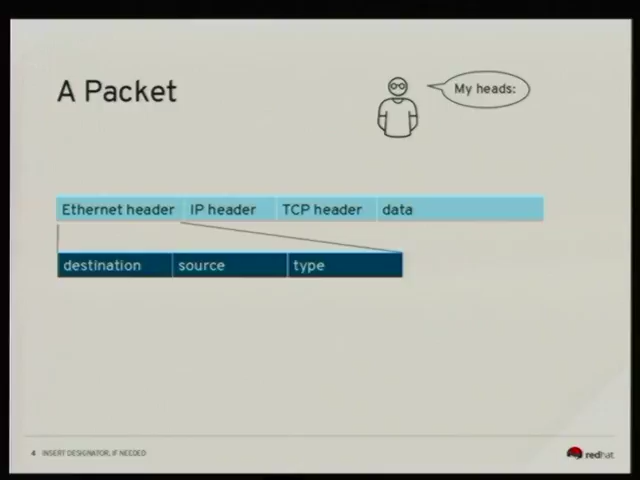 A Packet
My heads:
Ethernet header IP header TCP header data
destination source type
4 INSERT DESIGNATOR, IF NEEDED
redhat